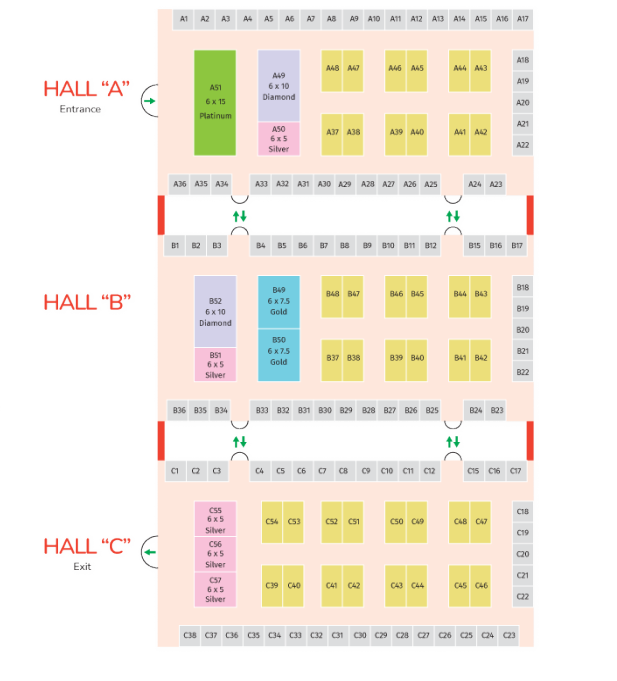 A1 A2 A3 A4 A5 A6 A7 A8 A9 A10 A11 A12 A13 A14 A15 A16 A17
HALL “A”
Entrance
A51
6 x 15
Platinum
A49
6 x 10
Diamond
A50
6 x 5
Silver
A48 A47 A46 A45 A44 A43
A37 A38 A39 A40 A41 A42
A18
A19
A20
A21
A22
A36 A35 A34 A33 A32 A31 A30 A29 A28 A27 A26 A25 A24 A23
B1 B2 B3 B4 B5 B6 B7 B8 B9 B10 B11 B12 B15 B16 B17
HALL “B”
B52
6 x 10
Diamond
B51
6 x 5
Silver
B49
6 x 7.5
Gold
B50
6 x 7.5
Gold
B48 B47 B46 B45 B44 B43
B37 B38 B39 B40 B41 B42
B18
B19
B20
B21
B22
B36 B35 B34 B33 B32 B31 B30 B29 B28 B27 B26 B25 B24 B23
C1 C2 C3 C4 C5 C6 C7 C8 C9 C10 C11 C12 C15 C16 C17
HALL “C”
Exit
C55
6 x 5
Silver
C56
6 x 5
Silver
C57
6 x 5
Silver
C54 C53 C52 C51 C50 C49 C48 C47
C39 C40 C41 C42 C43 C44 C45 C46
C18
C19
C20
C21
C22
C38 C37 C36 C35 C34 C33 C32 C31 C30 C29 C28 C27 C26 C25 C24 C23